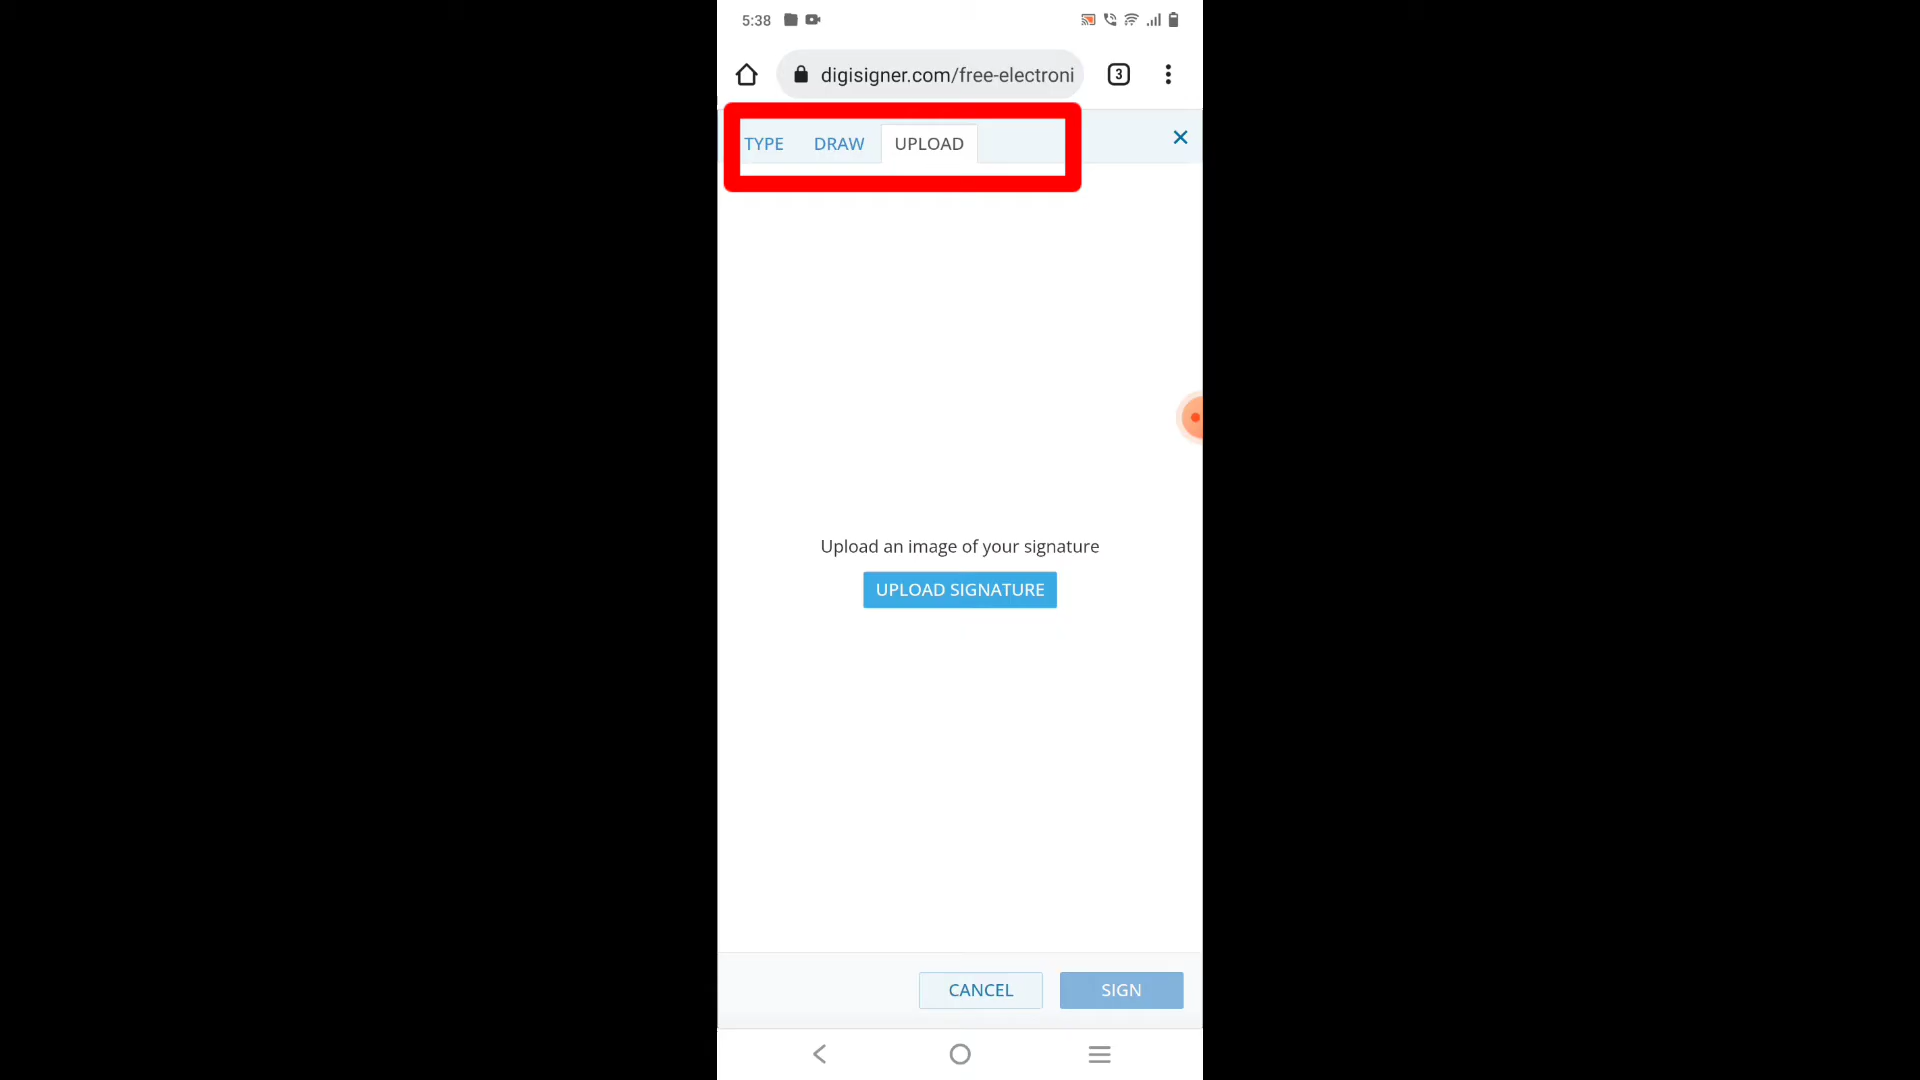 5:38
digisigner.com/free-electroni
3
TYPE DRAW UPLOAD
Upload an image of your signature
UPLOAD SIGNATURE
CANCEL SIGN